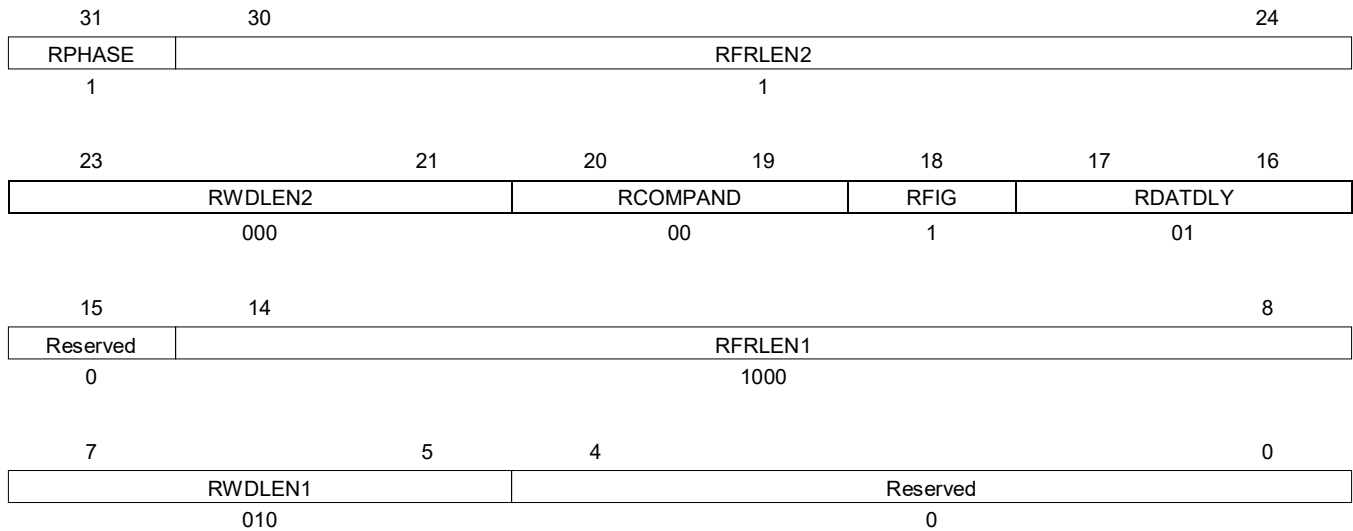 31 30 24
RPHASE RFRLEN2
1 1
23 21 20 19 18 17 16
RWDLEN2 RCOMPAND RFIG RDATDLY
000 00 1 01
15 14 8
Reserved RFRLEN1
0 1000
7 5 4 0
RWDLEN1 Reserved
010 0